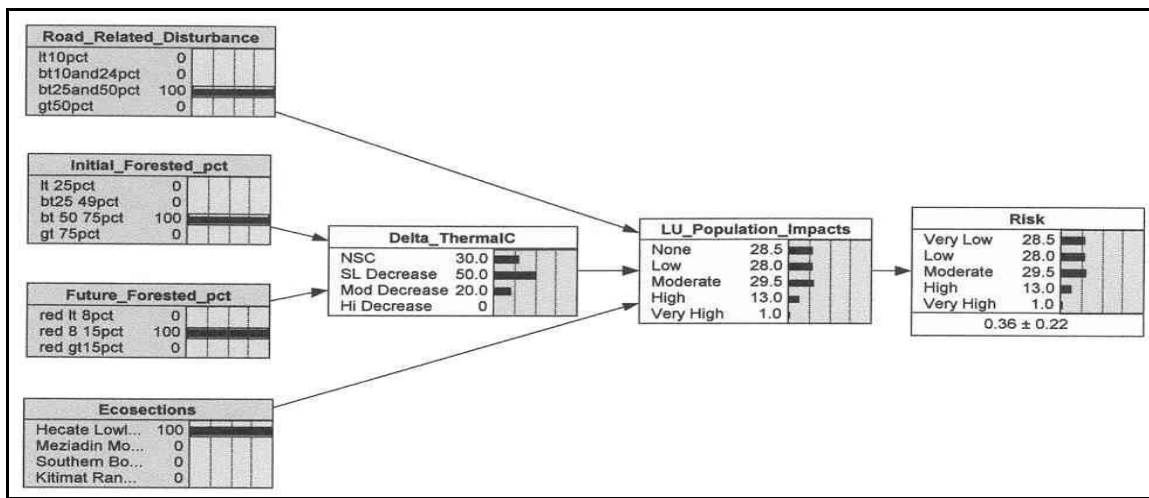 Road_Related_Disturbance
lt10pct 0
bt10and24pct 0
bt25and50pct 100
gt50pct 0
Initial_Forested_pct
lt 25pct 0
bt25 49pct 0
bt 50 75pct 100
gt 75pct 0
Future_Forested_pct
red lt 8pct 0
red 8 15pct 100
red gt15pct 0
Ecosections
Hecate Lowl... 100
Meziadin Mo... 0
Southern Bo... 0
Kitimat Ran... 0
Delta_ThermalC
NSC 30.0
SL Decrease 50.0
Mod Decrease 20.0
Hi Decrease 0
LU_Population_Impacts
None 28.5
Low 28.0
Moderate 29.5
High 13.0
Very High 1.0
Risk
Very Low 28.5
Low 28.0
Moderate 29.5
High 13.0
Very High 1.0
0.36 ± 0.22